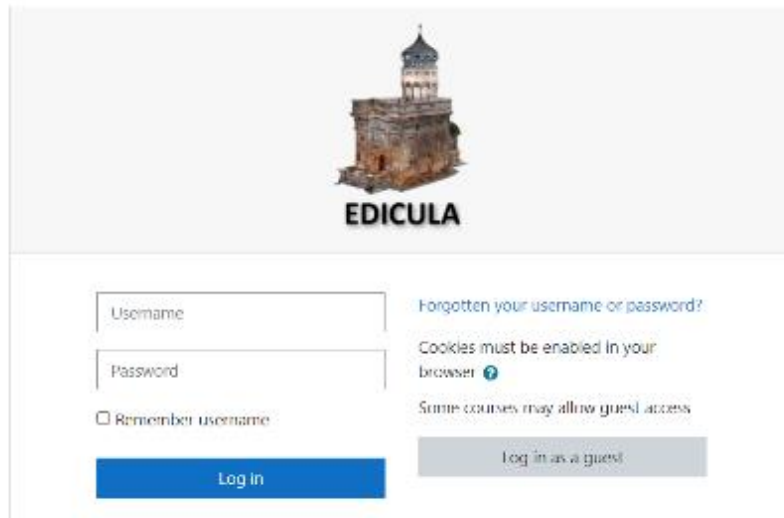 EDICULA
Username
Password
Remember username
Log in
Forgotten your username or password?
Cookies must be enabled in your
browser
Some courses may allow guest access
Log in as a guest